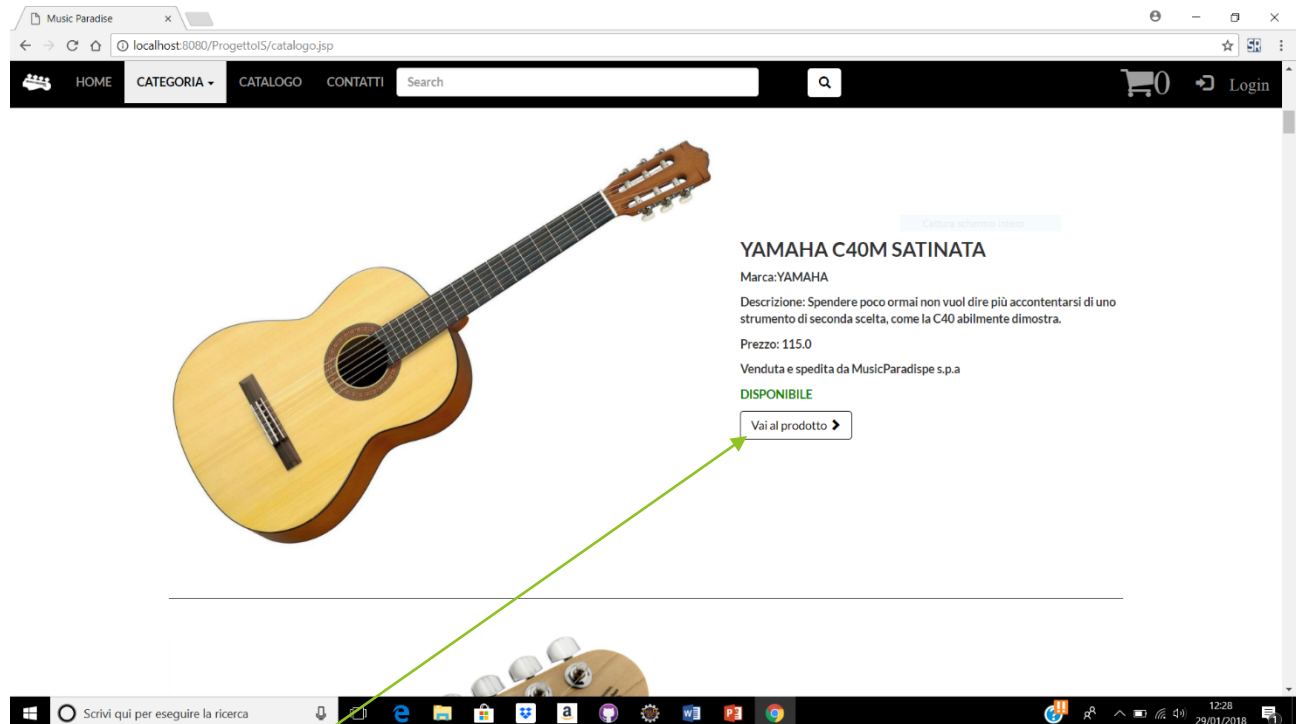 Music Paradise
localhost:8080/ProgettoIS/catalogo.jsp
HOME
CATEGORIA
CATALOGO
CONTATTI
Search
0
Login
Cattura schermo intero
YAMAHA C40M SATINATA
Marca:YAMAHA
Descrizione: Spendere poco ormai non vuol dire più accontentarsi di uno
strumento di seconda scelta, come la C40 abilmente dimostra.
Prezzo: 115.0
Venduta e spedita da MusicParadispe s.p.a
DISPONIBILE
Vai al prodotto
Scrivi qui per eseguire la ricerca
12:28
29/01/2018